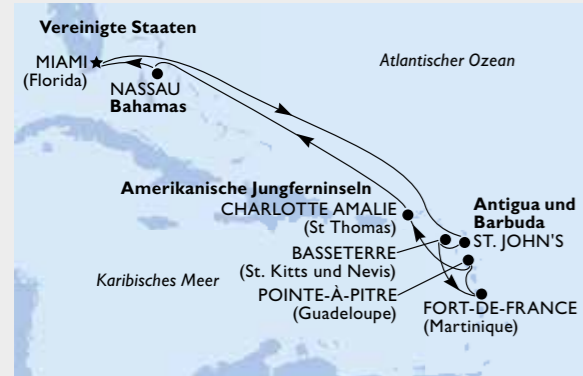 Vereinigte Staaten
MIAMI
(Florida)
Atlantischer Ozean
NASSAU
Bahamas
Amerikanische Jungferninseln
CHARLOTTE AMALIE
(St Thomas)
Antigua und
Barbuda
ST. JOHN'S
BASSETERRE
(St. Kitts und Nevis)
Karibisches Meer
POINTE-À-PITRE
(Guadeloupe)
FORT-DE-FRANCE
(Martinique)